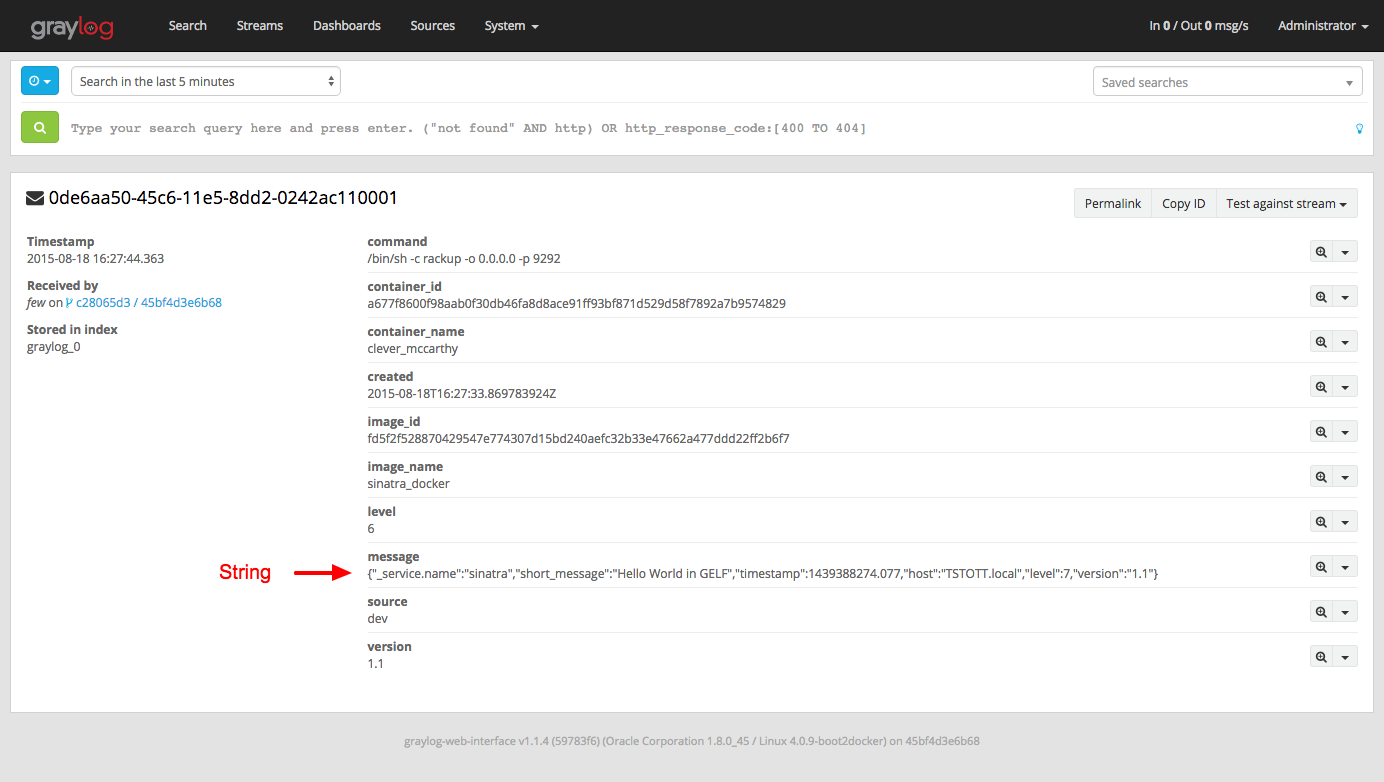 graylog Search Streams Dashboards Sources System In 0 / Out 0 msg/s Administrator
Search in the last 5 minutes Saved searches
Type your search query here and press enter. ("not found" AND http) OR http_response_code:[400 TO 404]
0de6aa50-45c6-11e5-8dd2-0242ac110001
Permalink Copy ID Test against stream
Timestamp
2015-08-18 16:27:44.363
Received by
few on c28065d3 / 45bf4d3e6b68
Stored in index
graylog_0
command
/bin/sh -c rackup -o 0.0.0.0 -p 9292
container_id
a677f8600f98aab0f30db46fa8d8ace91ff93bf871d529d58f7892a7b9574829
container_name
clever_mccarthy
created
2015-08-18T16:27:33.869783924Z
image_id
fd5f2f528870429547e774307d15bd240aefc32b33e47662a477ddd22ff2b6f7
image_name
sinatra_docker
level
6
message
String {"_service.name":"sinatra","short_message":"Hello World in GELF","timestamp":1439388274.077,"host":"TSTOTT.local","level":7,"version":"1.1"}
source
dev
version
1.1
graylog-web-interface v1.1.4 (59783f6) (Oracle Corporation 1.8.0_45 / Linux 4.0.9-boot2docker) on 45bf4d3e6b68